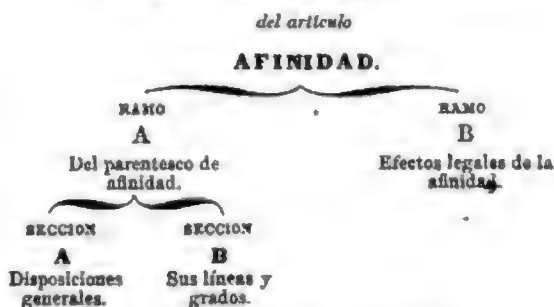 del artículo
AFINIDAD.
RAMO
A
Del parentesco de
afinidad.
RAMO
B
Efectos legales de la
afinidad.
SECCION
A
Disposiciones
generales.
SECCION
B
Sus líneas y
grados.